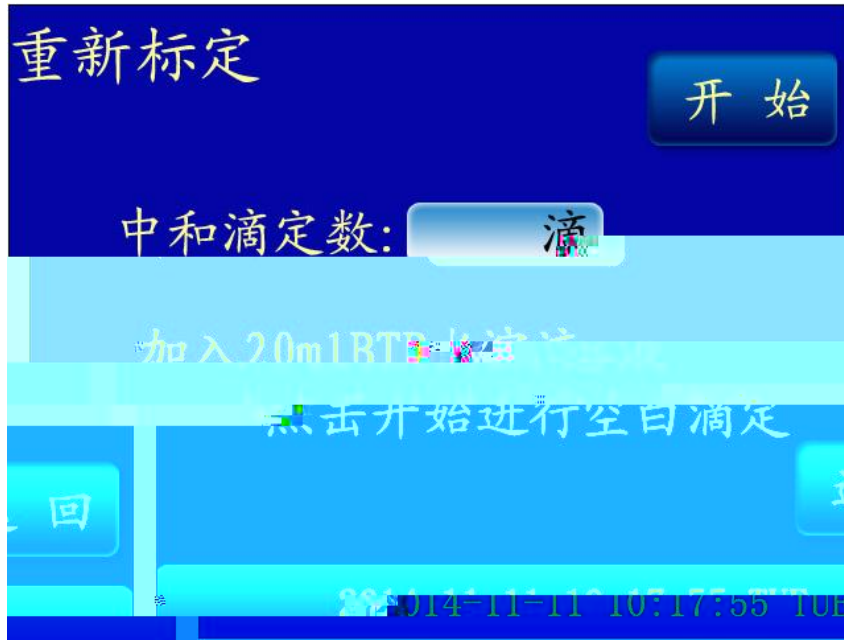 重新标定
开 始
中和滴定数:
滴
加入20mlBTB
点击开始进行空白滴定
回
2014-11-11 10:17:55 TUE